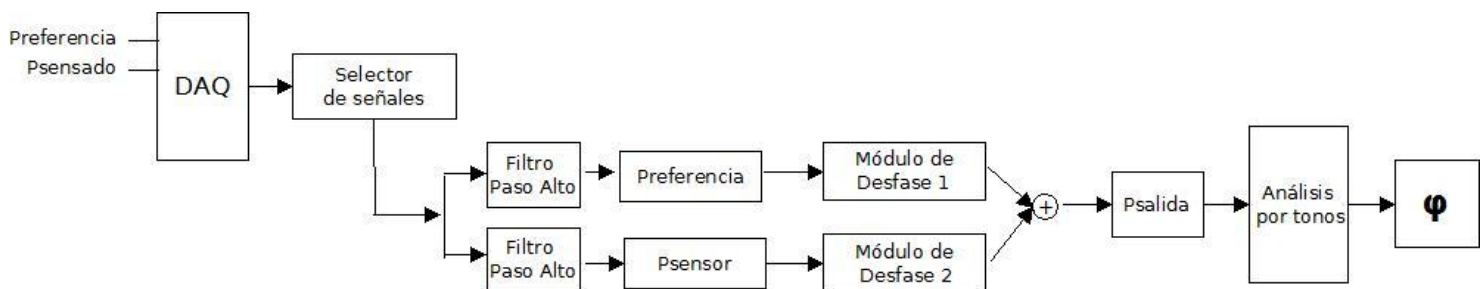 Preferencia
Psensado
DAQ
Selector
de señales
Filtro
Paso Alto
Preferencia
Módulo de
Desfase 1
Filtro
Paso Alto
Psensor
Módulo de
Desfase 2
+
Psalida
Análisis
por tonos
φ